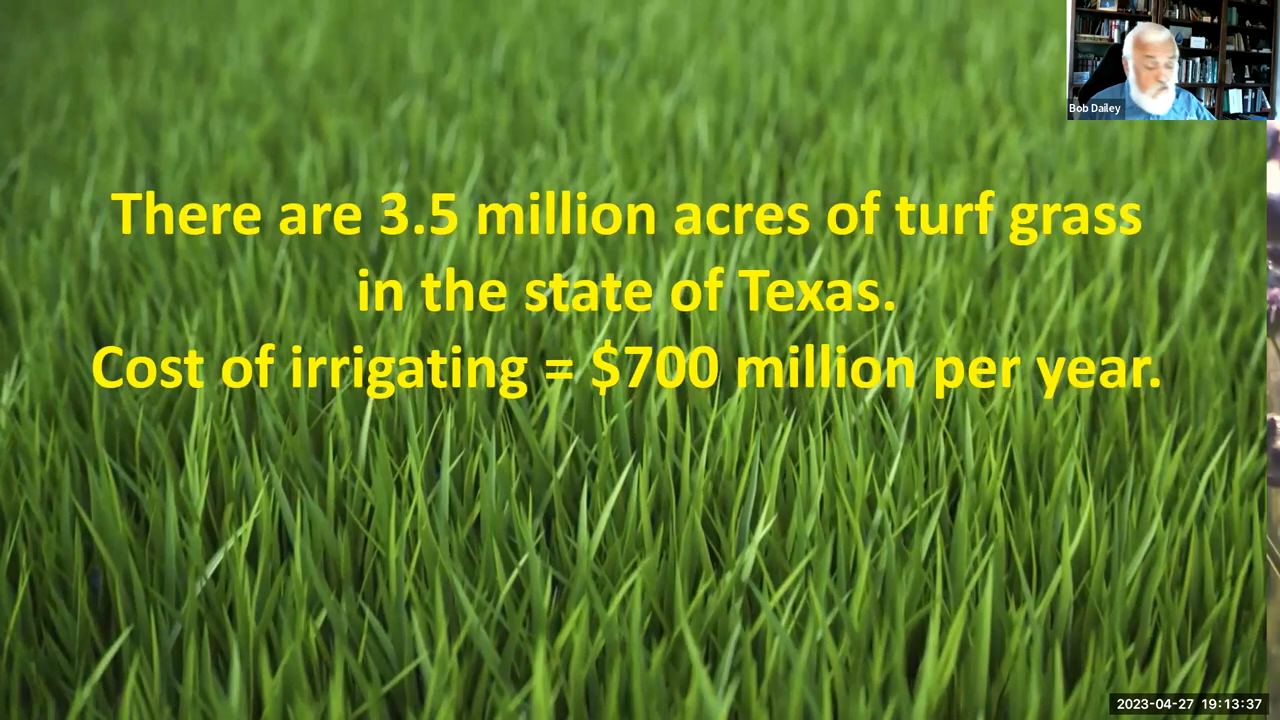 Bob Dailey
There are 3.5 million acres of turf grass
in the state of Texas.
Cost of irrigating = $700 million per year.
2023-04-27 19:13:37